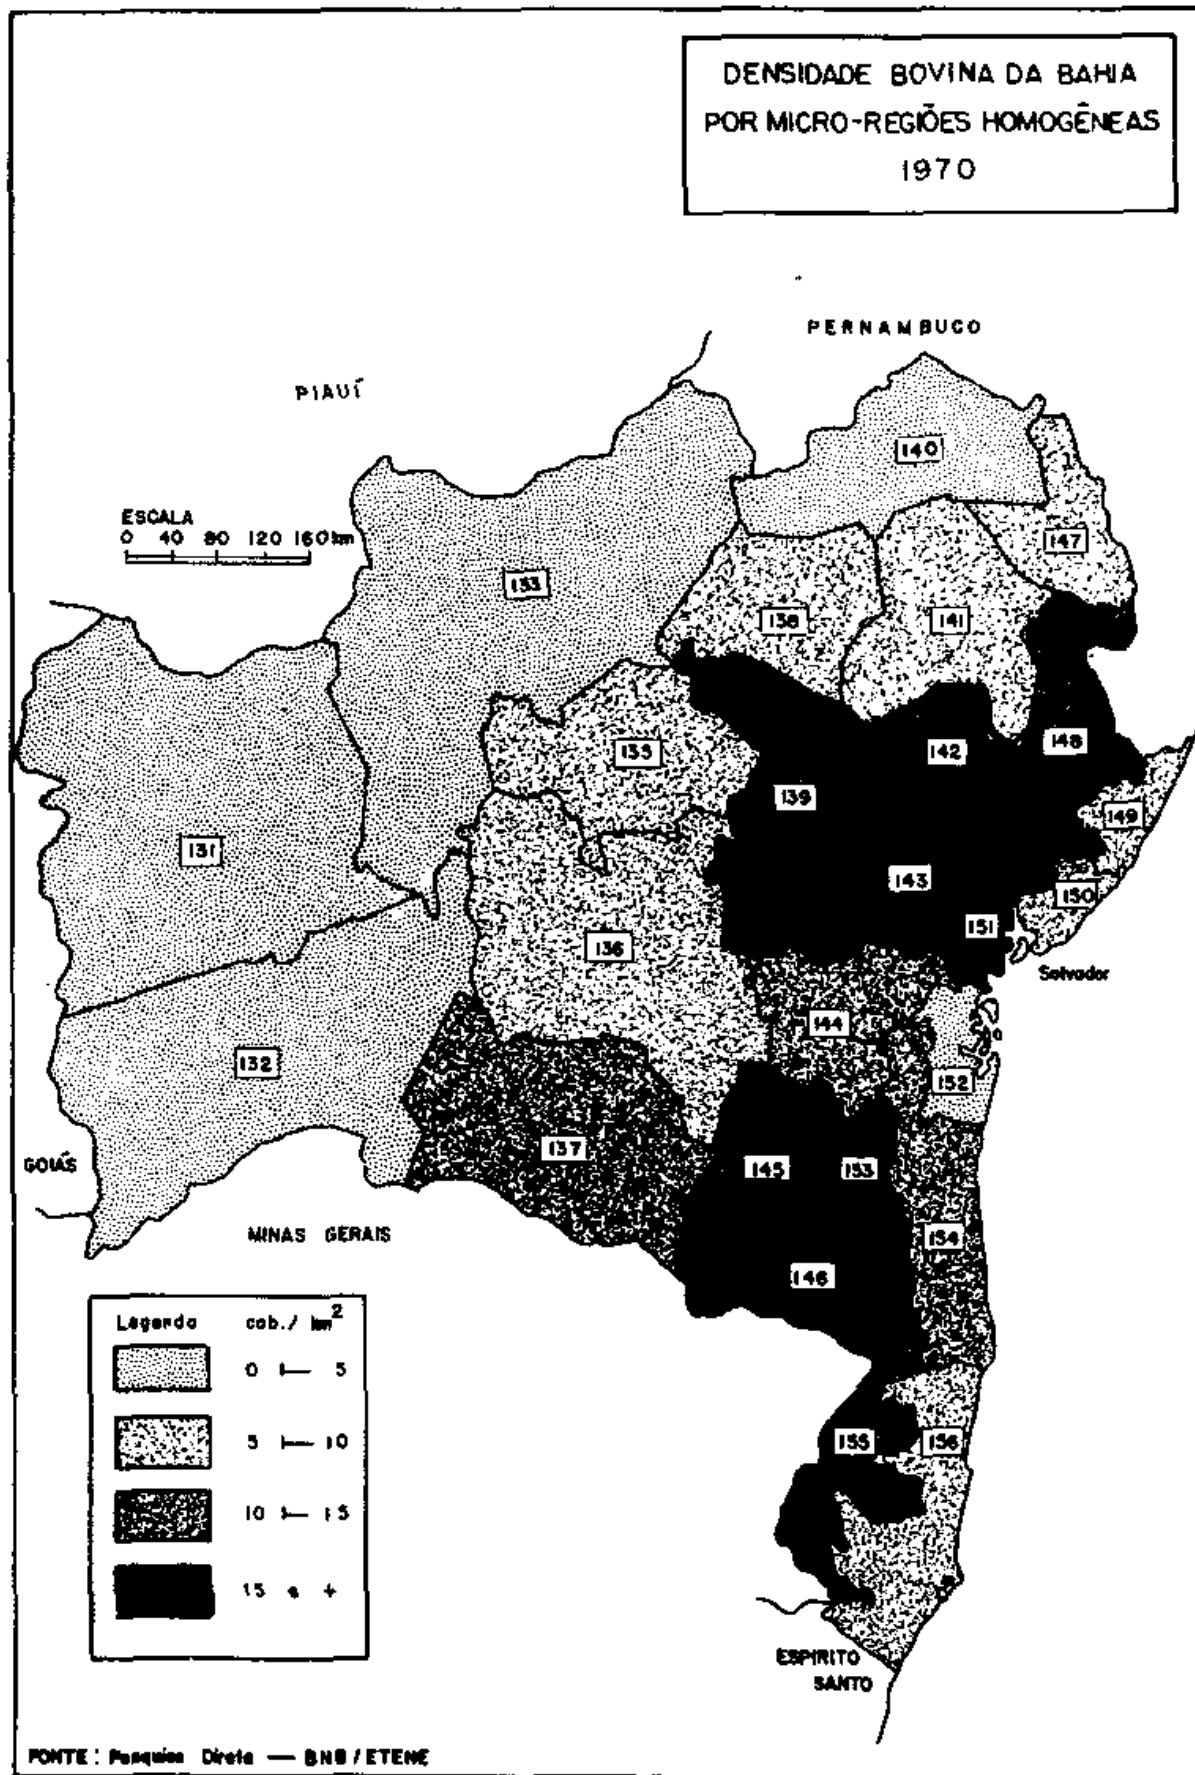 DENSIDADE BOVINA DA BAHIA
POR MICRO-REGIÕES HOMOGÊNEAS
1970
PERNAMBUCO
PIAUÍ
140
ESCALA
0 40 80 120 160 km
147
133
138
141
135
142
148
139
149
131
143
150
151
136
Salvador
144
132
152
GOIÁS
137
145
153
MINAS GERAIS
154
146
Legenda cab./ km²
0 ⊢ 5
5 ⊢ 10
155
156
10 ⊢ 15
15 e +
ESPIRITO
SANTO
FONTE: Pesquisa Direta — BNB / ETENE